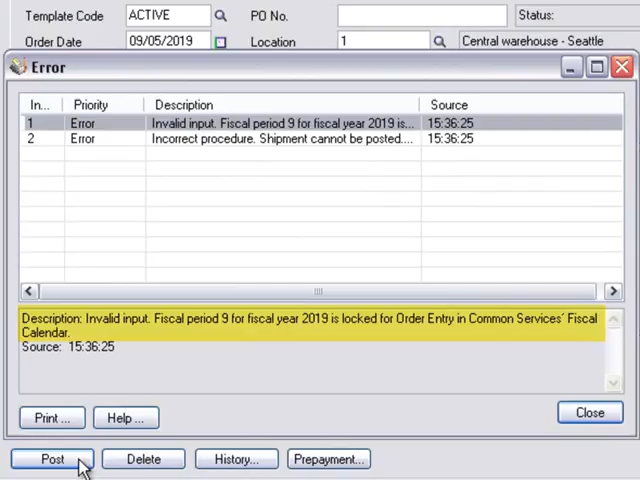 Template Code ACTIVE PO No. Status:
Order Date 09/05/2019 Location 1 Central warehouse - Seattle
Error
In... Priority Description Source
1 Error Invalid input. Fiscal period 9 for fiscal year 2019 is... 15:36:25
2 Error Incorrect procedure. Shipment cannot be posted.... 15:36:25
Description: Invalid input. Fiscal period 9 for fiscal year 2019 is locked for Order Entry in Common Services' Fiscal
Calendar.
Source: 15:36:25
Print ... Help ... Close
Post Delete History... Prepayment...